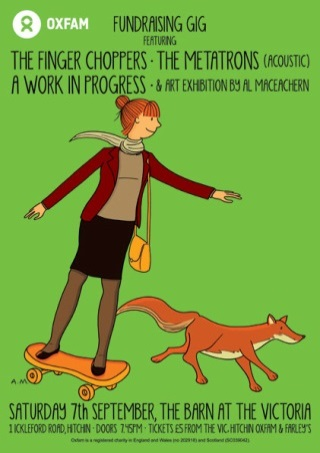 OXFAM
FUNDRAISING GIG
FEATURING
THE FINGER CHOPPERS · THE METATRONS (ACOUSTIC)
A WORK IN PROGRESS · & ART EXHIBITION BY AL MACEACHERN
A.M
SATURDAY 7th SEPTEMBER, THE BARN AT THE VICTORIA
1 ICKLEFORD ROAD, HITCHIN · DOORS 7.45PM · TICKETS £5 FROM THE VIC, HITCHIN OXFAM & FARLEY'S
Oxfam is a registered charity in England and Wales (no 202918) and Scotland (SCO39042)